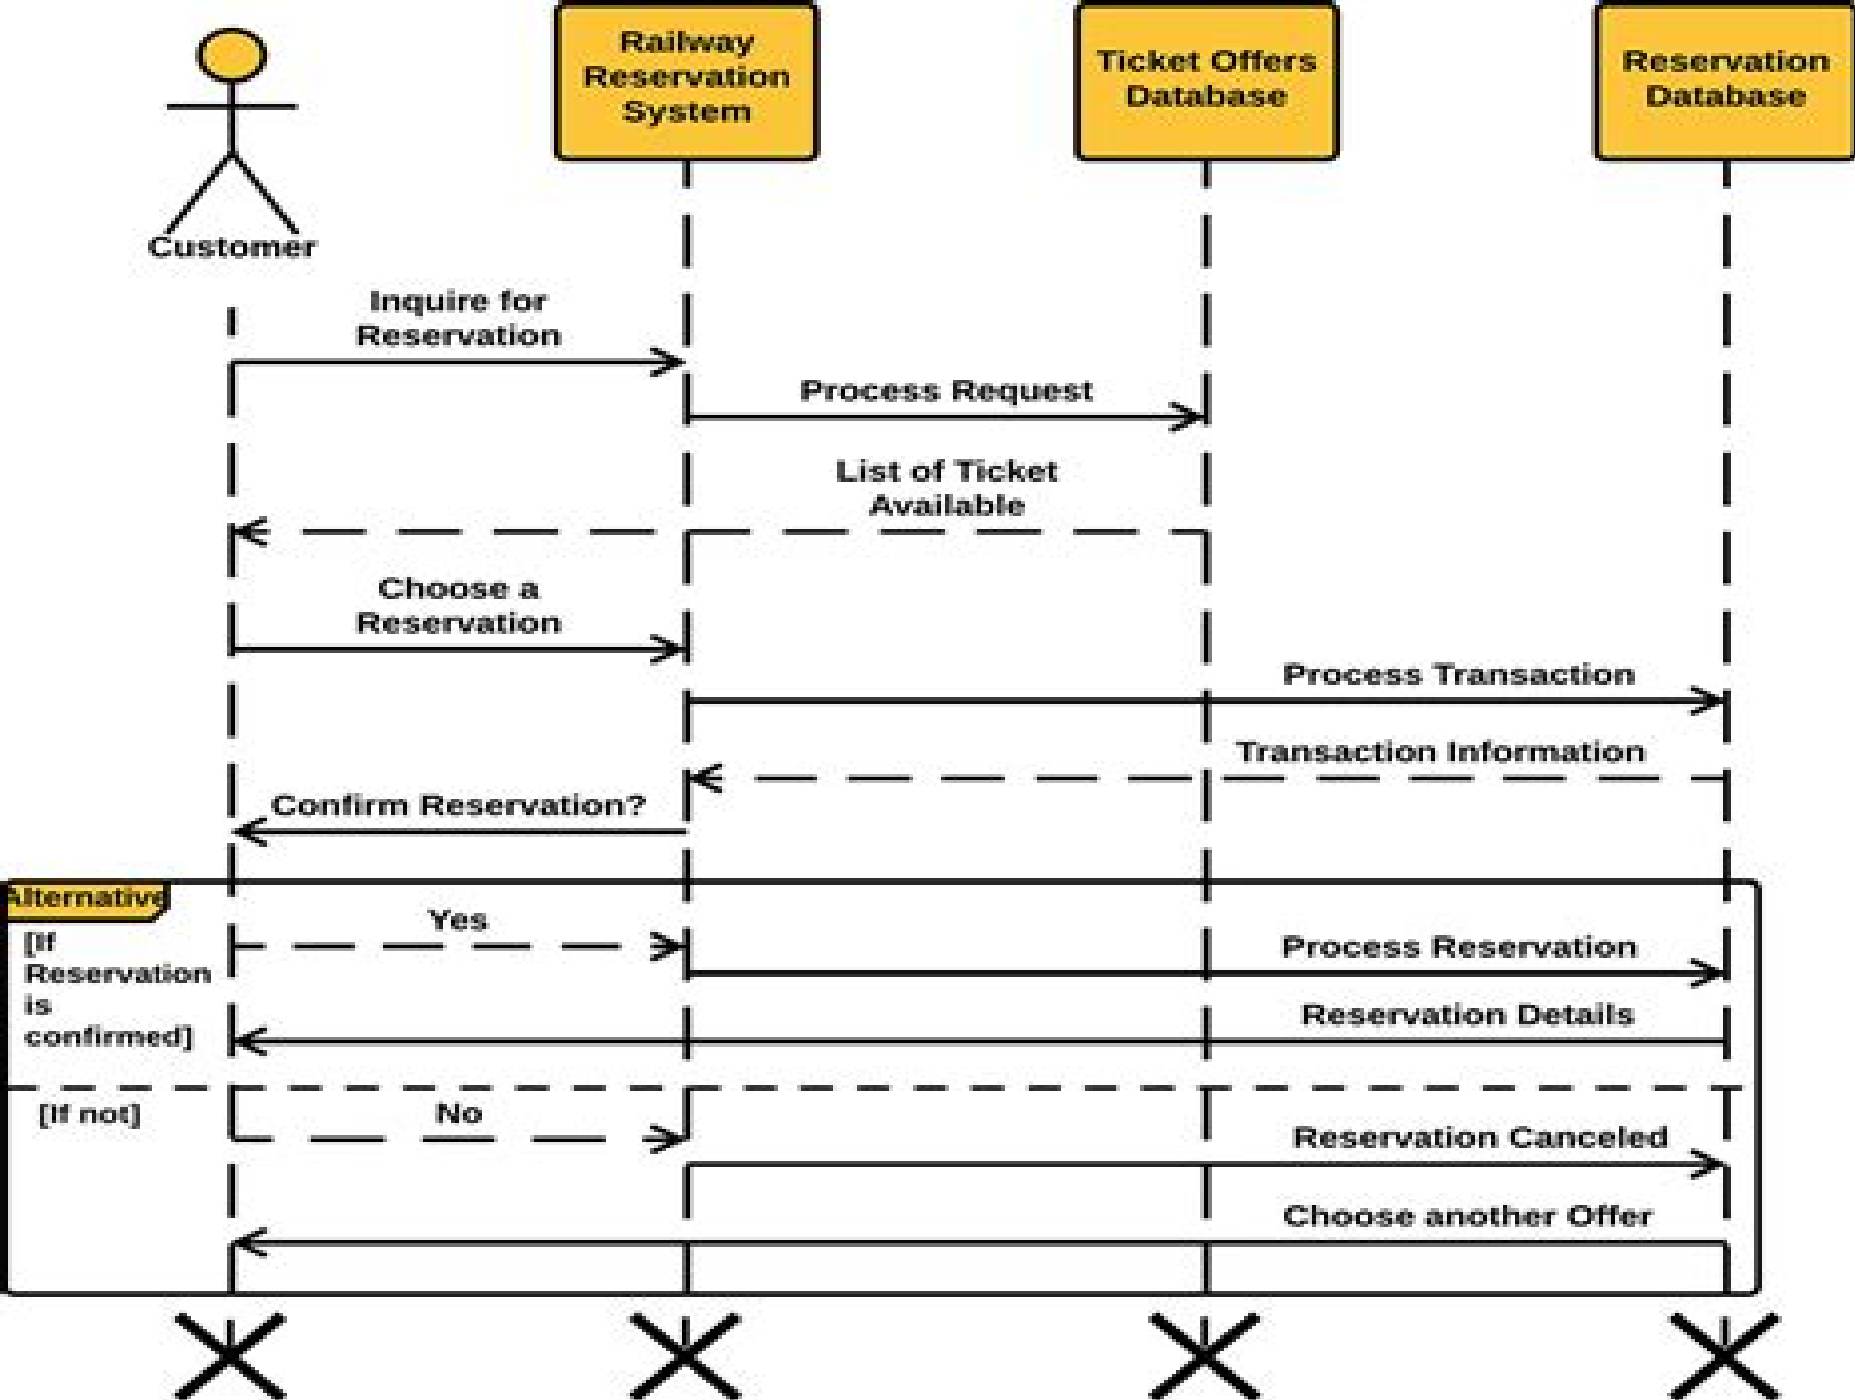 Railway
Reservation
System
Ticket Offers
Database
Reservation
Database
Customer
Inquire for
Reservation
Process Request
List of Ticket
Available
Choose a
Reservation
Process Transaction
Transaction Information
Confirm Reservation?
Alternative
Yes
[If
Reservation
is
confirmed]
Process Reservation
Reservation Details
[If not]
No
Reservation Canceled
Choose another Offer